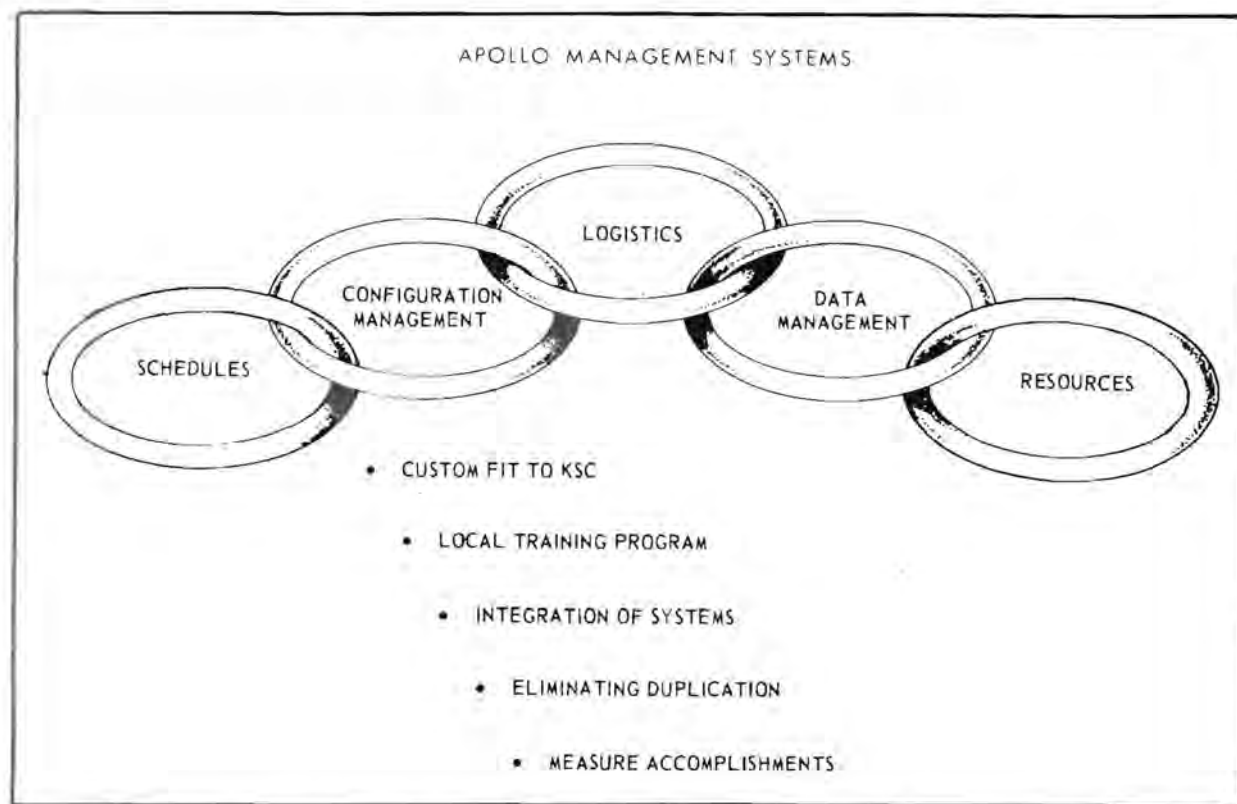 APOLLO MANAGEMENT SYSTEMS
LOGISTICS
CONFIGURATION
MANAGEMENT
DATA
MANAGEMENT
SCHEDULES
RESOURCES
• CUSTOM FIT TO KSC
• LOCAL TRAINING PROGRAM
• INTEGRATION OF SYSTEMS
• ELIMINATING DUPLICATION
• MEASURE ACCOMPLISHMENTS